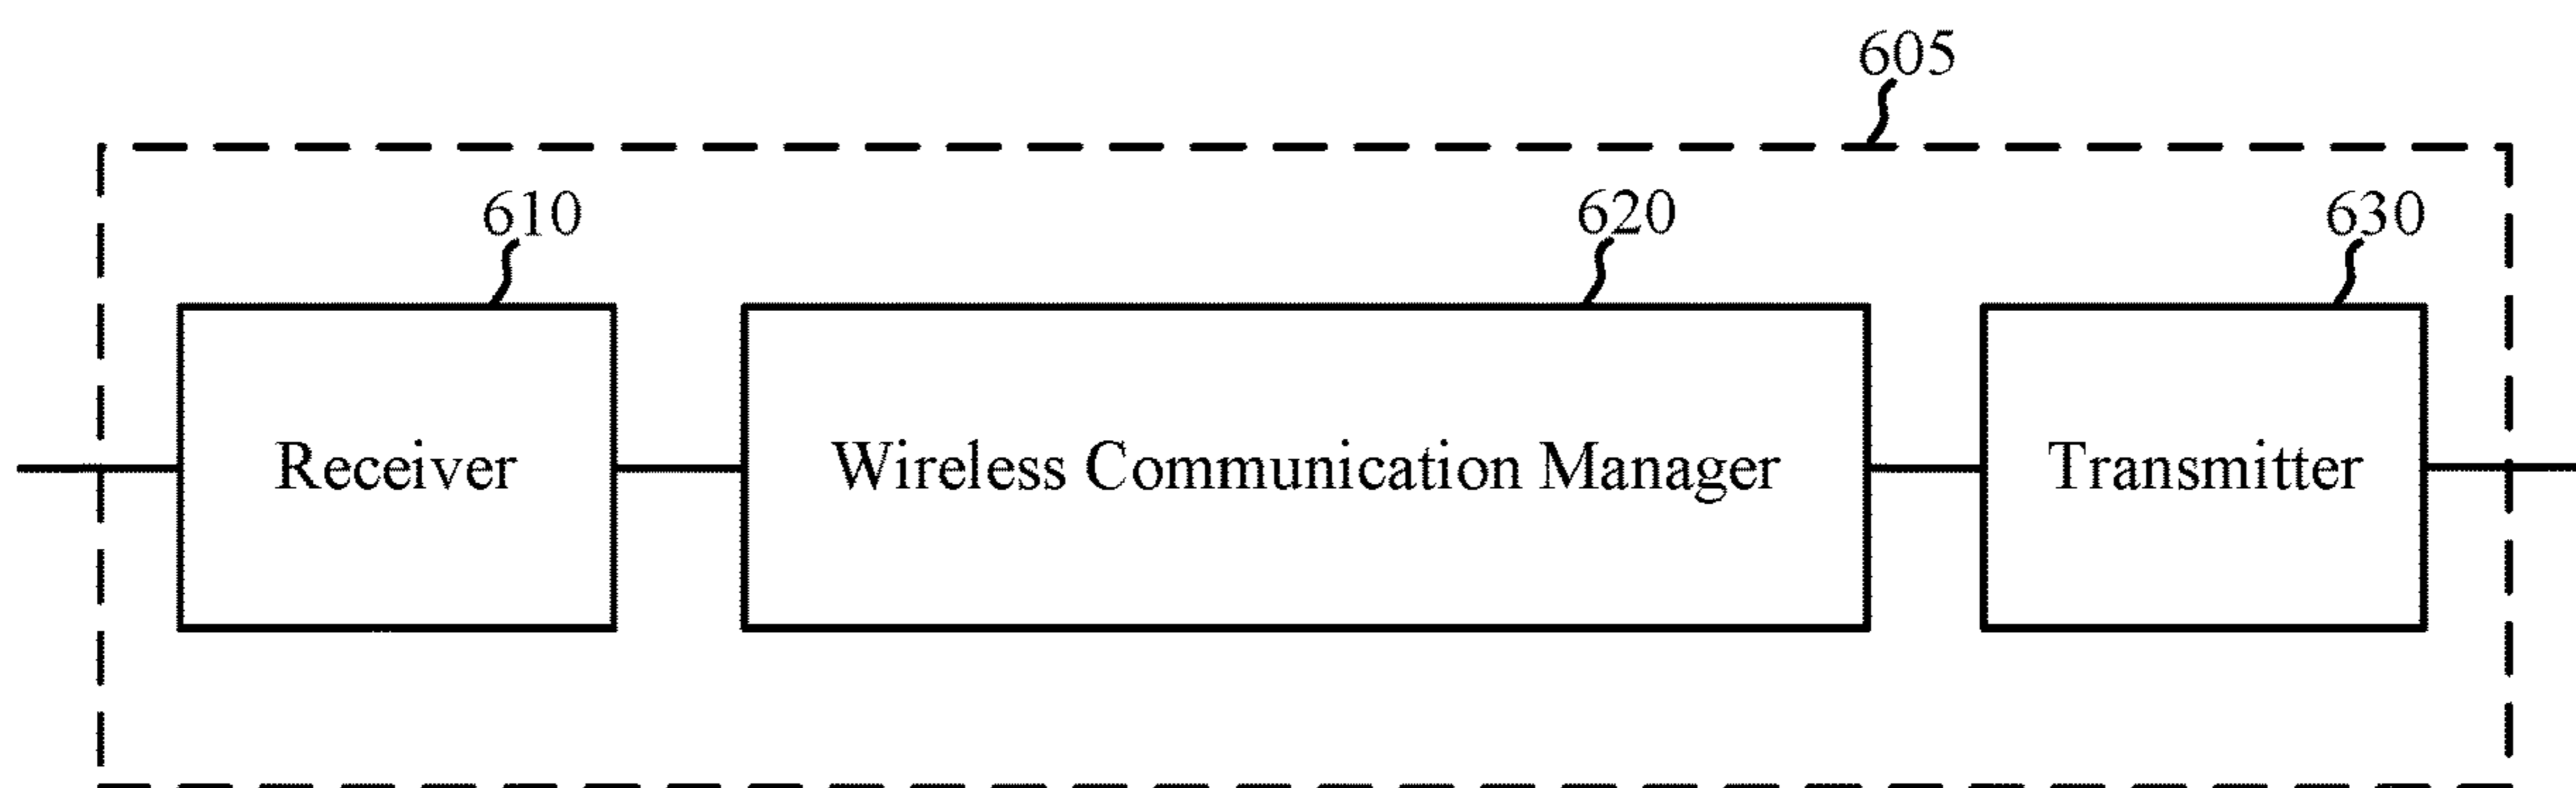 605
610
620
630
Receiver
Wireless Communication Manager
Transmitter